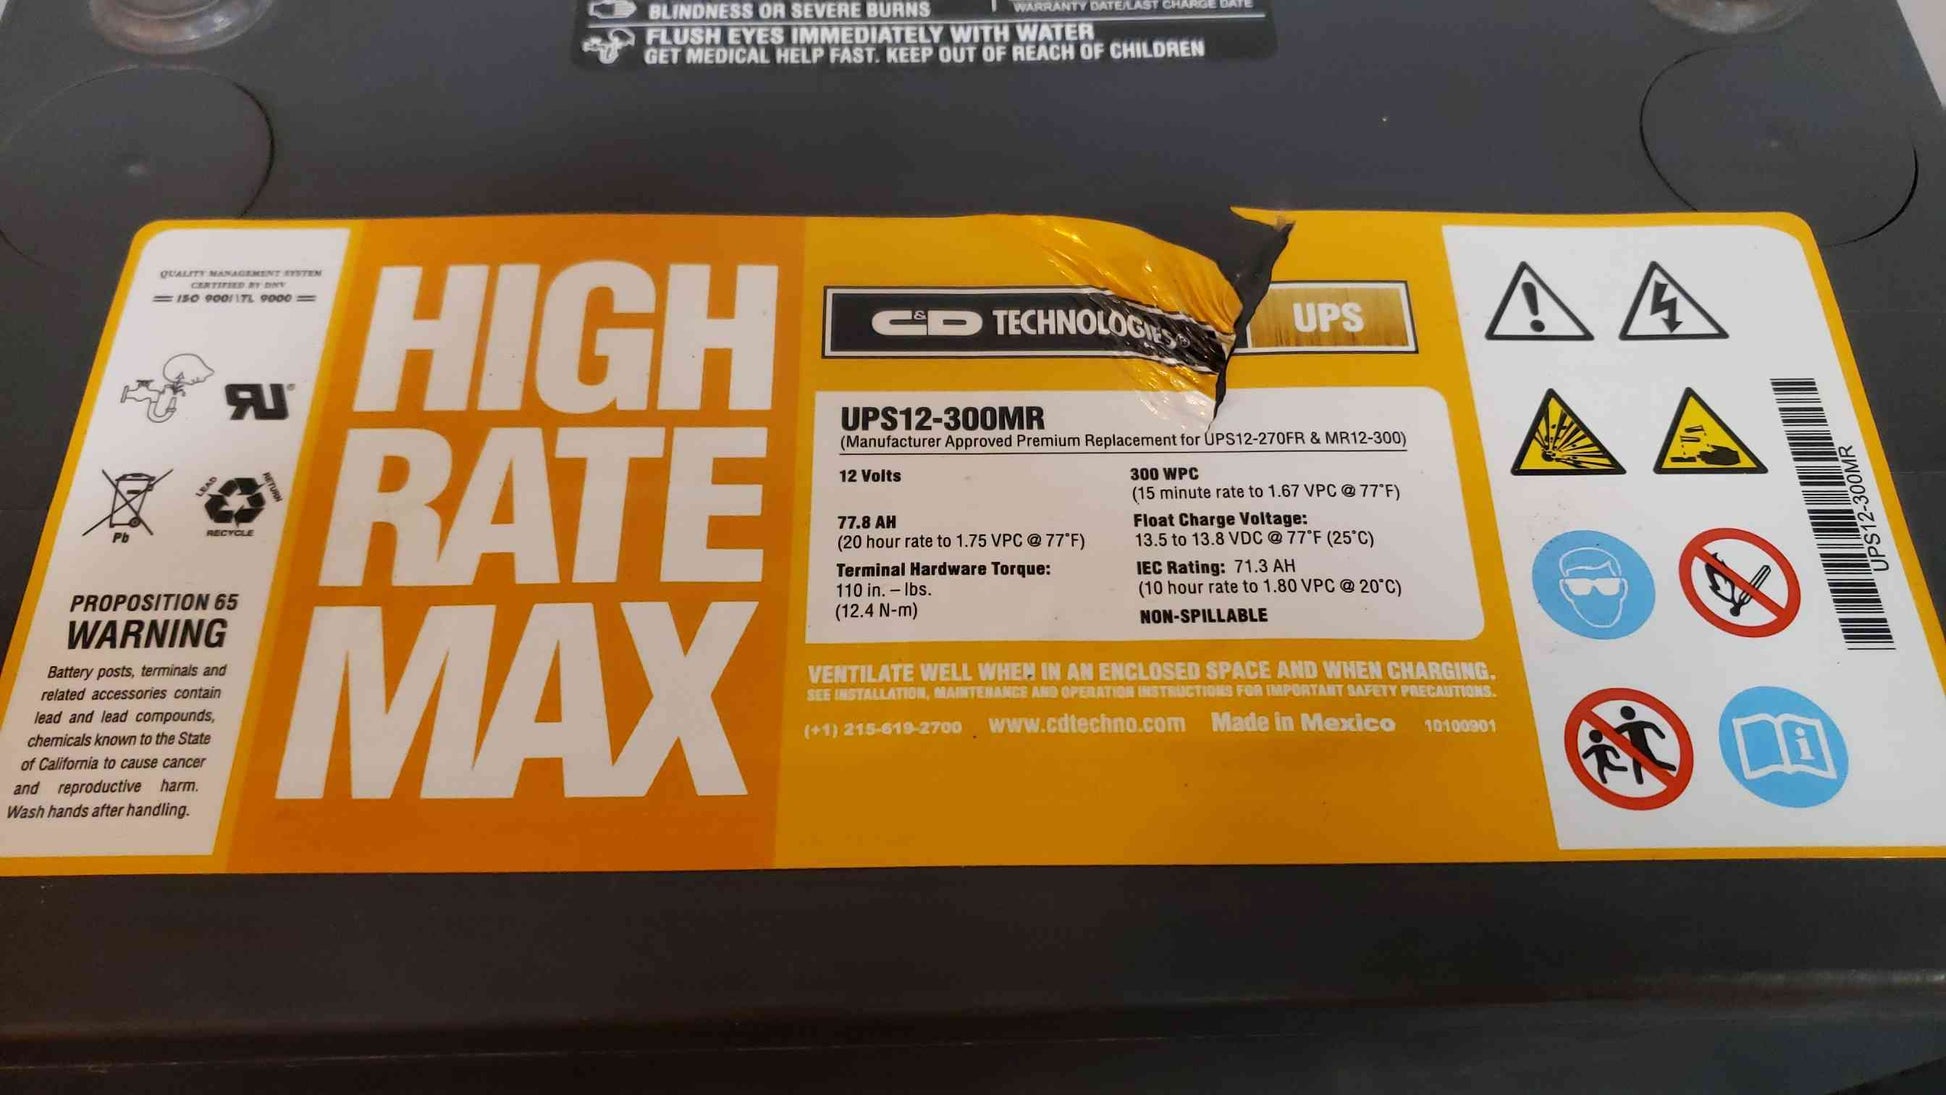 BLINDNESS OR SEVERE BURNS
WARRANTY DATE/LAST CHARGE DATE
FLUSH EYES IMMEDIATELY WITH WATER
GET MEDICAL HELP FAST. KEEP OUT OF REACH OF CHILDREN
QUALITY MANAGEMENT SYSTEM
CERTIFIED BY DNV
ISO 9001\TL 9000
Pb
LEAD
RETURN
RECYCLE
PROPOSITION 65
WARNING
Battery posts, terminals and
related accessories contain
lead and lead compounds,
chemicals known to the State
of California to cause cancer
and reproductive harm.
Wash hands after handling.
HIGH
RATE
MAX
C&D TECHNOLOGIES®
UPS
UPS12-300MR
(Manufacturer Approved Premium Replacement for UPS12-270FR & MR12-300)
12 Volts
77.8 AH
(20 hour rate to 1.75 VPC @ 77°F)
Terminal Hardware Torque:
110 in. – lbs.
(12.4 N-m)
300 WPC
(15 minute rate to 1.67 VPC @ 77°F)
Float Charge Voltage:
13.5 to 13.8 VDC @ 77°F (25°C)
IEC Rating: 71.3 AH
(10 hour rate to 1.80 VPC @ 20°C)
NON-SPILLABLE
VENTILATE WELL WHEN IN AN ENCLOSED SPACE AND WHEN CHARGING.
SEE INSTALLATION, MAINTENANCE AND OPERATION INSTRUCTIONS FOR IMPORTANT SAFETY PRECAUTIONS.
(+1) 215-619-2700 www.cdtechno.com Made in Mexico 10100901
UPS12-300MR